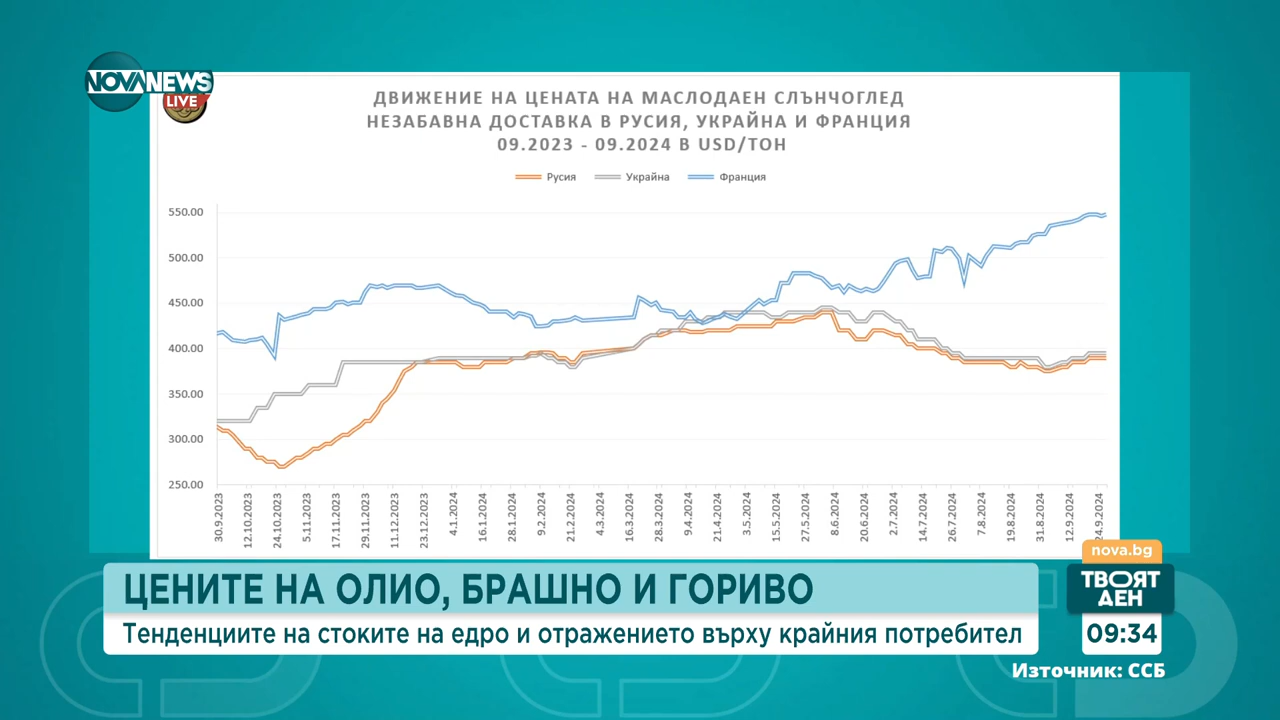 NOVANEWS
LIVE
ДВИЖЕНИЕ НА ЦЕНАТА НА МАСЛОДАЕН СЛЪНЧОГЛЕД
НЕЗАБАВНА ДОСТАВКА В РУСИЯ, УКРАЙНА И ФРАНЦИЯ
09.2023 - 09.2024 В USD/ТОН
Русия Украйна Франция
550.00
500.00
450.00
400.00
350.00
300.00
250.00
30.9.2023 12.10.2023 24.10.2023 5.11.2023 17.11.2023 29.11.2023 11.12.2023 23.12.2023 4.1.2024 16.1.2024 28.1.2024 9.2.2024 21.2.2024 4.3.2024 16.3.2024 28.3.2024 9.4.2024 21.4.2024 3.5.2024 15.5.2024 27.5.2024 8.6.2024 20.6.2024 2.7.2024 14.7.2024 26.7.2024 7.8.2024 19.8.2024 31.8.2024 12.9.2024 24.9.2024
nova.bg
ЦЕНИТЕ НА ОЛИО, БРАШНО И ГОРИВО
ТВОЯТ
ДЕН
Тенденциите на стоките на едро и отражението върху крайния потребител
09:34
Източник: ССБ